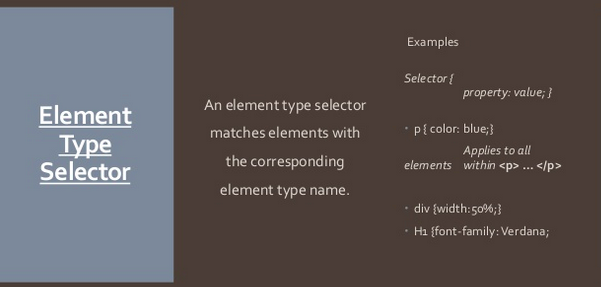 Element
Type
Selector
An element type selector
matches elements with
the corresponding
element type name.
Examples
Selector {
property: value; }
• p { color: blue;}
Applies to all
elements within <p> ... </p>
• div {width:50%;}
• H1 {font-family: Verdana;